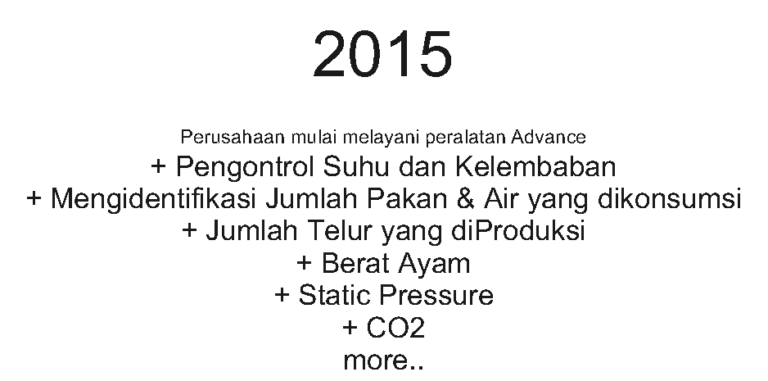 2015
Perusahaan mulai melayani peralatan Advance
+ Pengontrol Suhu dan Kelembaban
+ Mengidentifikasi Jumlah Pakan & Air yang dikonsumsi
+ Jumlah Telur yang diProduksi
+ Berat Ayam
+ Static Pressure
+ CO2
more..